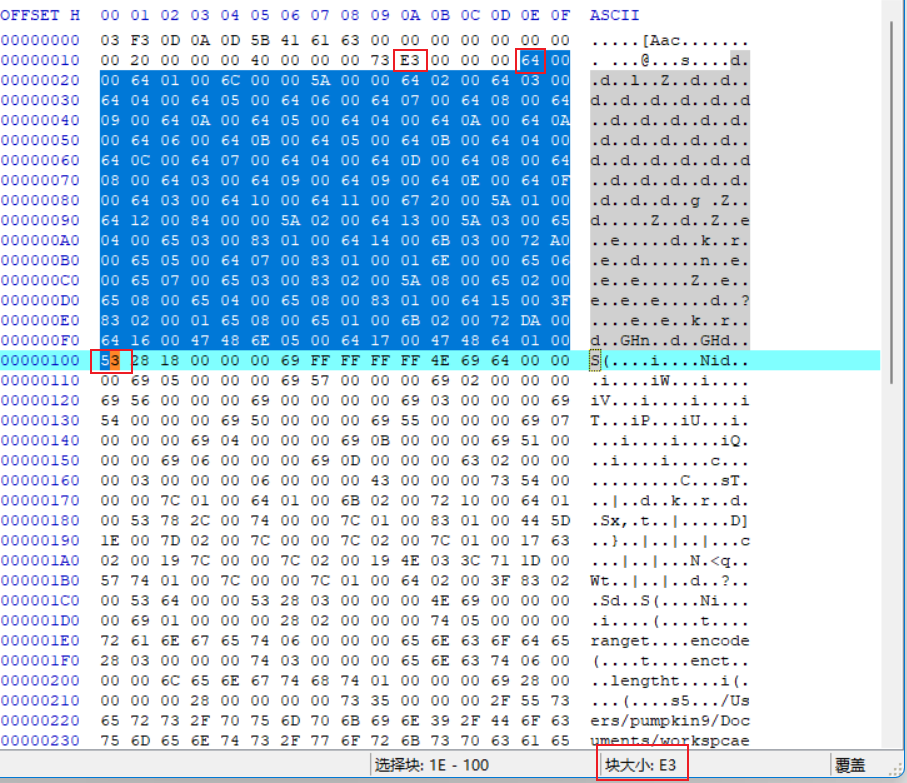 OFFSET H 00 01 02 03 04 05 06 07 08 09 0A 0B 0C 0D 0E 0F ASCII
00000000 03 F3 0D 0A 0D 5B 41 61 63 00 00 00 00 00 00 00 .....[Aac.......
00000010 00 20 00 00 00 40 00 00 00 73 E3 00 00 00 64 00 . ...@...s....d.
00000020 00 64 01 00 6C 00 00 5A 00 00 64 02 00 64 03 00 .d..l..Z..d..d..
00000030 64 04 00 64 05 00 64 06 00 64 07 00 64 08 00 64 d..d..d..d..d..d
00000040 09 00 64 0A 00 64 05 00 64 04 00 64 0A 00 64 0A ..d..d..d..d..d.
00000050 00 64 06 00 64 0B 00 64 05 00 64 0B 00 64 04 00 .d..d..d..d..d..
00000060 64 0C 00 64 07 00 64 04 00 64 0D 00 64 08 00 64 d..d..d..d..d..d
00000070 08 00 64 03 00 64 09 00 64 09 00 64 0E 00 64 0F ..d..d..d..d..d.
00000080 00 64 03 00 64 10 00 64 11 00 67 20 00 5A 01 00 .d..d..d..g .Z..
00000090 64 12 00 84 00 00 5A 02 00 64 13 00 5A 03 00 65 d.....Z..d..Z..e
000000A0 04 00 65 03 00 83 01 00 64 14 00 6B 03 00 72 A0 ..e.....d..k..r.
000000B0 00 65 05 00 64 07 00 83 01 00 01 6E 00 00 65 06 .e..d......n..e.
000000C0 00 65 07 00 65 03 00 83 02 00 5A 08 00 65 02 00 .e..e.....Z..e..
000000D0 65 08 00 65 04 00 65 08 00 83 01 00 64 15 00 3F e..e..e.....d..?
000000E0 83 02 00 01 65 08 00 65 01 00 6B 02 00 72 DA 00 ....e..e..k..r..
000000F0 64 16 00 47 48 6E 05 00 64 17 00 47 48 64 01 00 d..GHn..d..GHd..
00000100 53 28 18 00 00 00 69 FF FF FF FF 4E 69 64 00 00 S(....i....Nid..
00000110 00 69 05 00 00 00 69 57 00 00 00 69 02 00 00 00 .i....iW...i....
00000120 69 56 00 00 00 69 00 00 00 00 69 03 00 00 00 69 iV...i....i....i
00000130 54 00 00 00 69 50 00 00 00 69 55 00 00 00 69 07 T...iP...iU...i.
00000140 00 00 00 69 04 00 00 00 69 0B 00 00 00 69 51 00 ...i....i....iQ.
00000150 00 00 69 06 00 00 00 69 0D 00 00 00 63 02 00 00 ..i....i....c...
00000160 00 03 00 00 00 06 00 00 00 43 00 00 00 73 54 00 .........C...sT.
00000170 00 00 7C 01 00 64 01 00 6B 02 00 72 10 00 64 01 ..|..d..k..r..d.
00000180 00 53 78 2C 00 74 00 00 7C 01 00 83 01 00 44 5D .Sx,.t..|.....D]
00000190 1E 00 7D 02 00 7C 00 00 7C 02 00 7C 01 00 17 63 ..}..|..|..|...c
000001A0 02 00 19 7C 00 00 7C 02 00 19 4E 03 3C 71 1D 00 ...|..|...N.<q..
000001B0 57 74 01 00 7C 00 00 7C 01 00 64 02 00 3F 83 02 Wt..|..|..d..?..
000001C0 00 53 64 00 00 53 28 03 00 00 00 4E 69 00 00 00 .Sd..S(....Ni...
000001D0 00 69 01 00 00 00 28 02 00 00 00 74 05 00 00 00 .i....(....t....
000001E0 72 61 6E 67 65 74 06 00 00 00 65 6E 63 6F 64 65 ranget....encode
000001F0 28 03 00 00 00 74 03 00 00 00 65 6E 63 74 06 00 (....t....enct..
00000200 00 00 6C 65 6E 67 74 68 74 01 00 00 00 69 28 00 ..lengtht....i(.
00000210 00 00 00 28 00 00 00 00 73 35 00 00 00 2F 55 73 ...(....s5.../Us
00000220 65 72 73 2F 70 75 6D 70 6B 69 6E 39 2F 44 6F 63 ers/pumpkin9/Doc
00000230 75 6D 65 6E 74 73 2F 77 6F 72 6B 73 70 63 61 65 uments/workspcae
选择块: 1E - 100 块大小: E3 覆盖